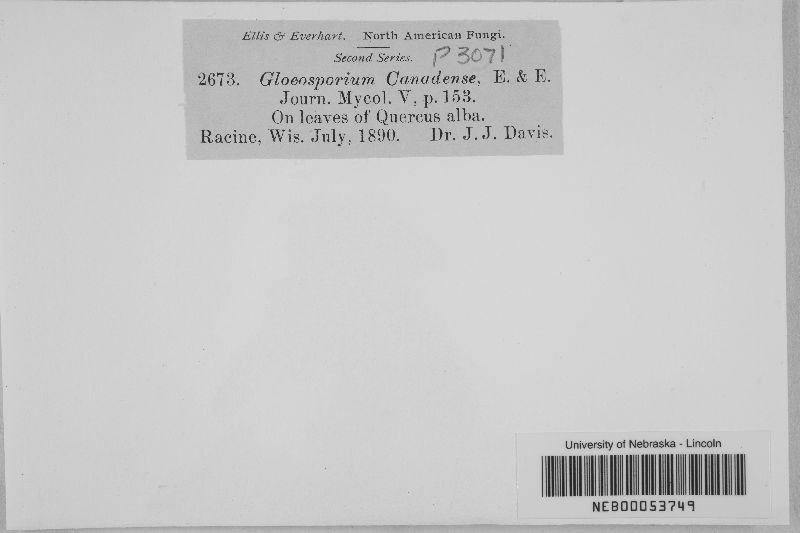 Ellis & Everhart. North American Fungi.
Second Series. P3071
2673. Gloeosporium Canadense, E. & E.
Journ. Mycol. V, p. 153.
On leaves of Quercus alba.
Racine, Wis. July, 1890. Dr. J. J. Davis.
University of Nebraska - Lincoln
NEB00053749